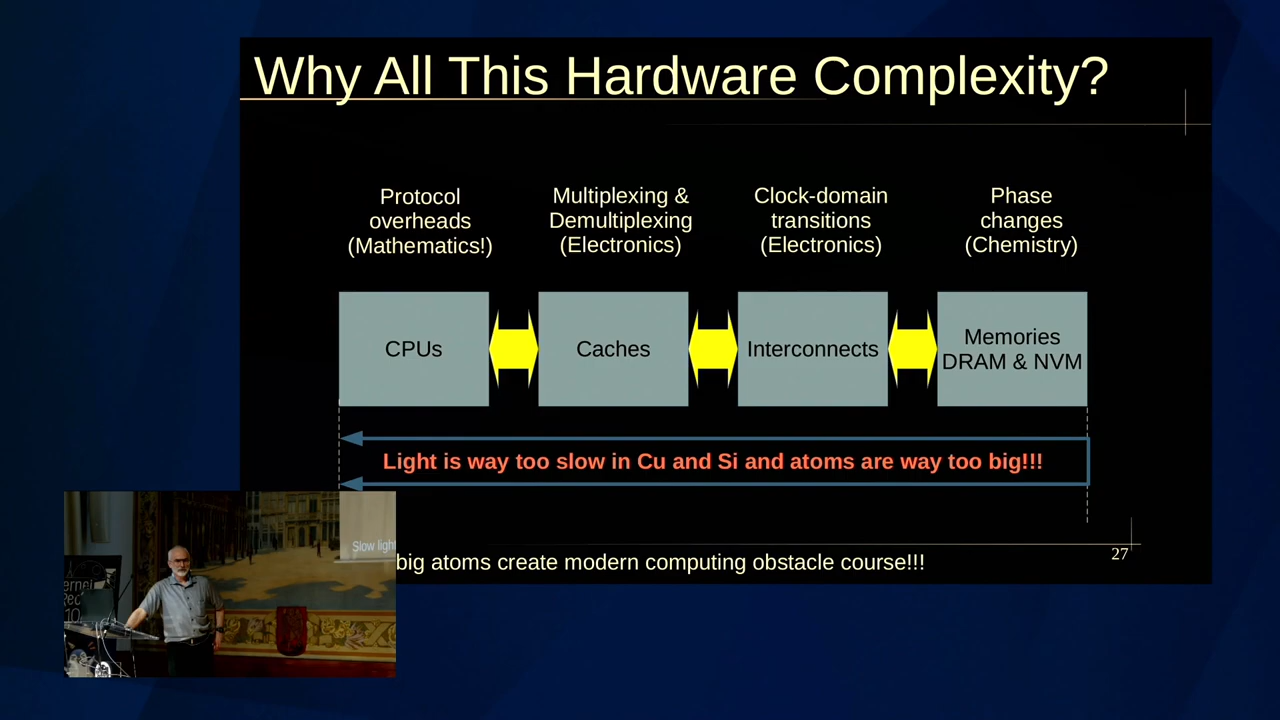 Why All This Hardware Complexity?
Protocol
overheads
(Mathematics!)
Multiplexing &
Demultiplexing
(Electronics)
Clock-domain
transitions
(Electronics)
Phase
changes
(Chemistry)
CPUs
Caches
Interconnects
Memories
DRAM & NVM
Light is way too slow in Cu and Si and atoms are way too big!!!
big atoms create modern computing obstacle course!!!
27
Slow light